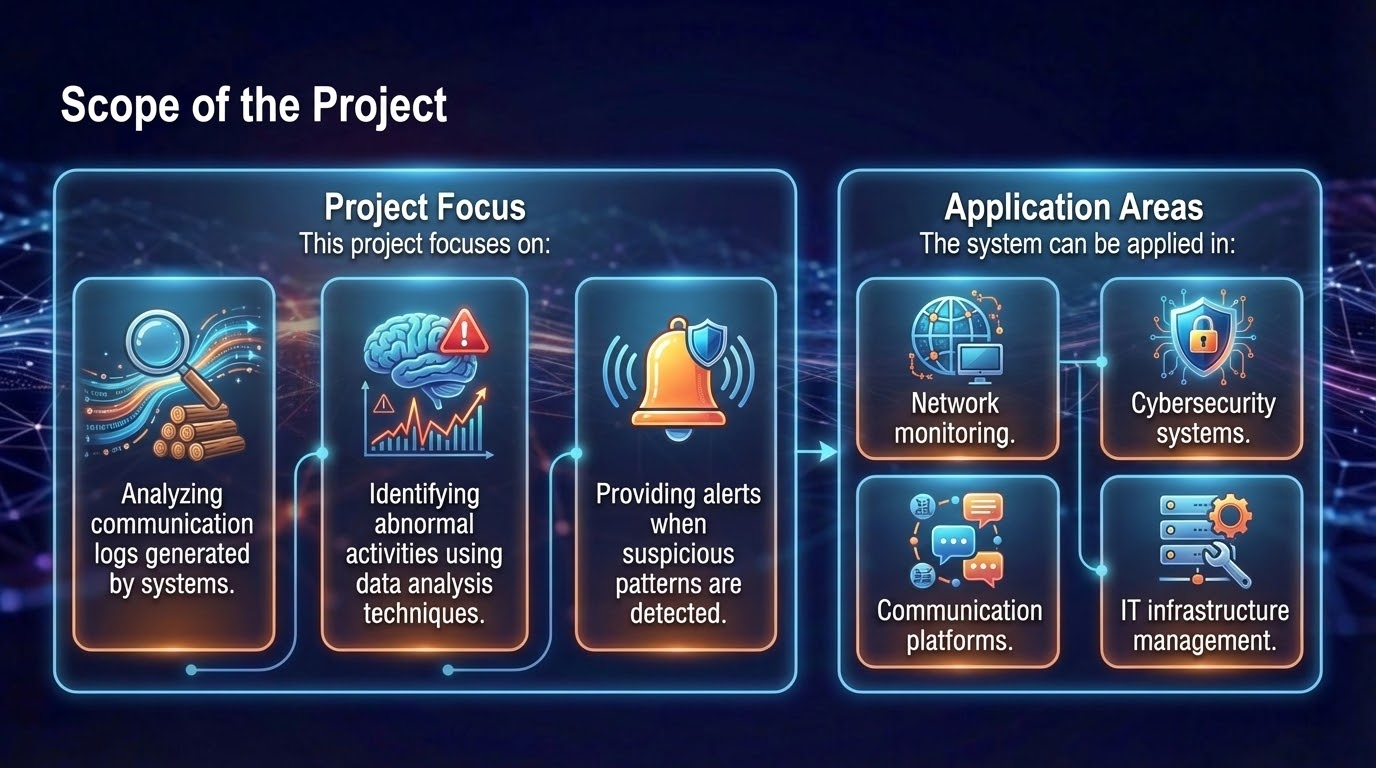 Scope of the Project
Project Focus
This project focuses on:
Analyzing
communication
logs generated
by systems.
Identifying
abnormal
activities using
data analysis
techniques.
Providing alerts
when
suspicious
patterns are
detected.
Application Areas
The system can be applied in:
Network
monitoring.
Cybersecurity
systems.
Communication
platforms.
IT infrastructure
management.